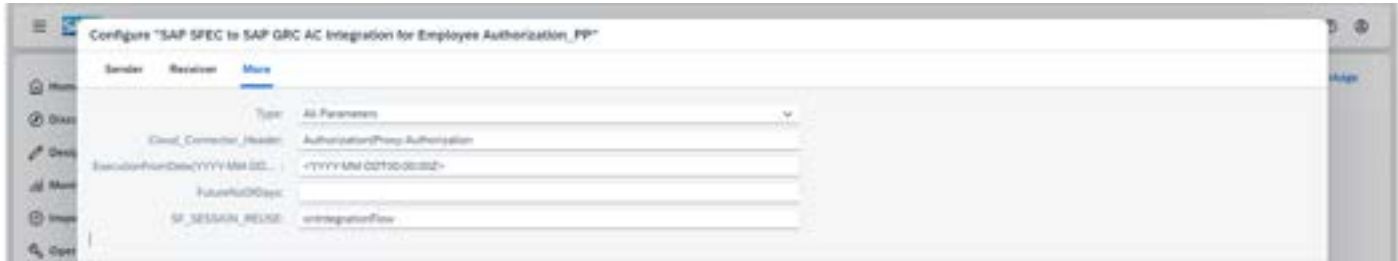 Configure "SAP SFEC to SAP GRC AC Integration for Employee Authorization_PP"
Sender Receiver More
Home
Type: All Parameters
Cloud_Connector_Header: Authorization|Proxy-Authorization
ExecutionFromDate(YYYY-MM-DD... : <YYYY-MM-DDT00:00:00Z>
FutureNoOfDays:
SF_SESSION_REUSE: onIntegrationFlow